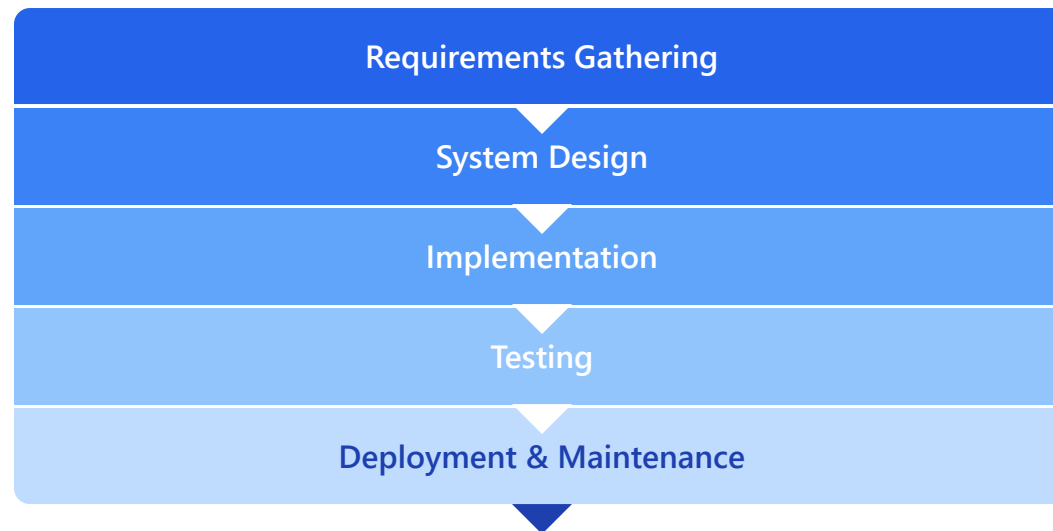 Requirements Gathering
System Design
Implementation
Testing
Deployment & Maintenance